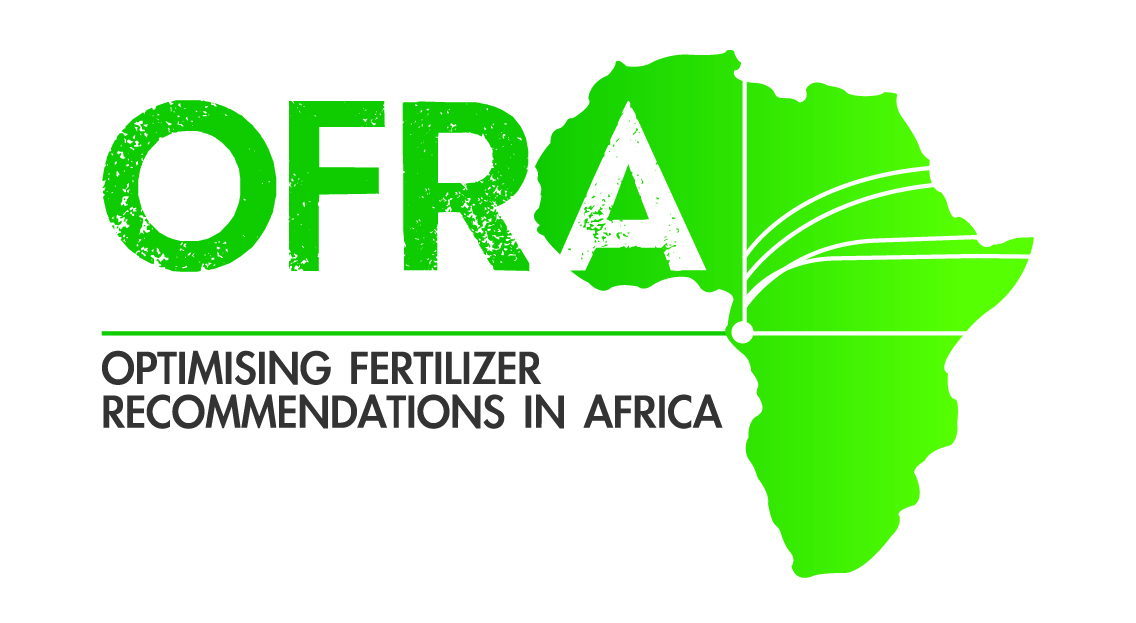 OFRA
OPTIMISING FERTILIZER
RECOMMENDATIONS IN AFRICA